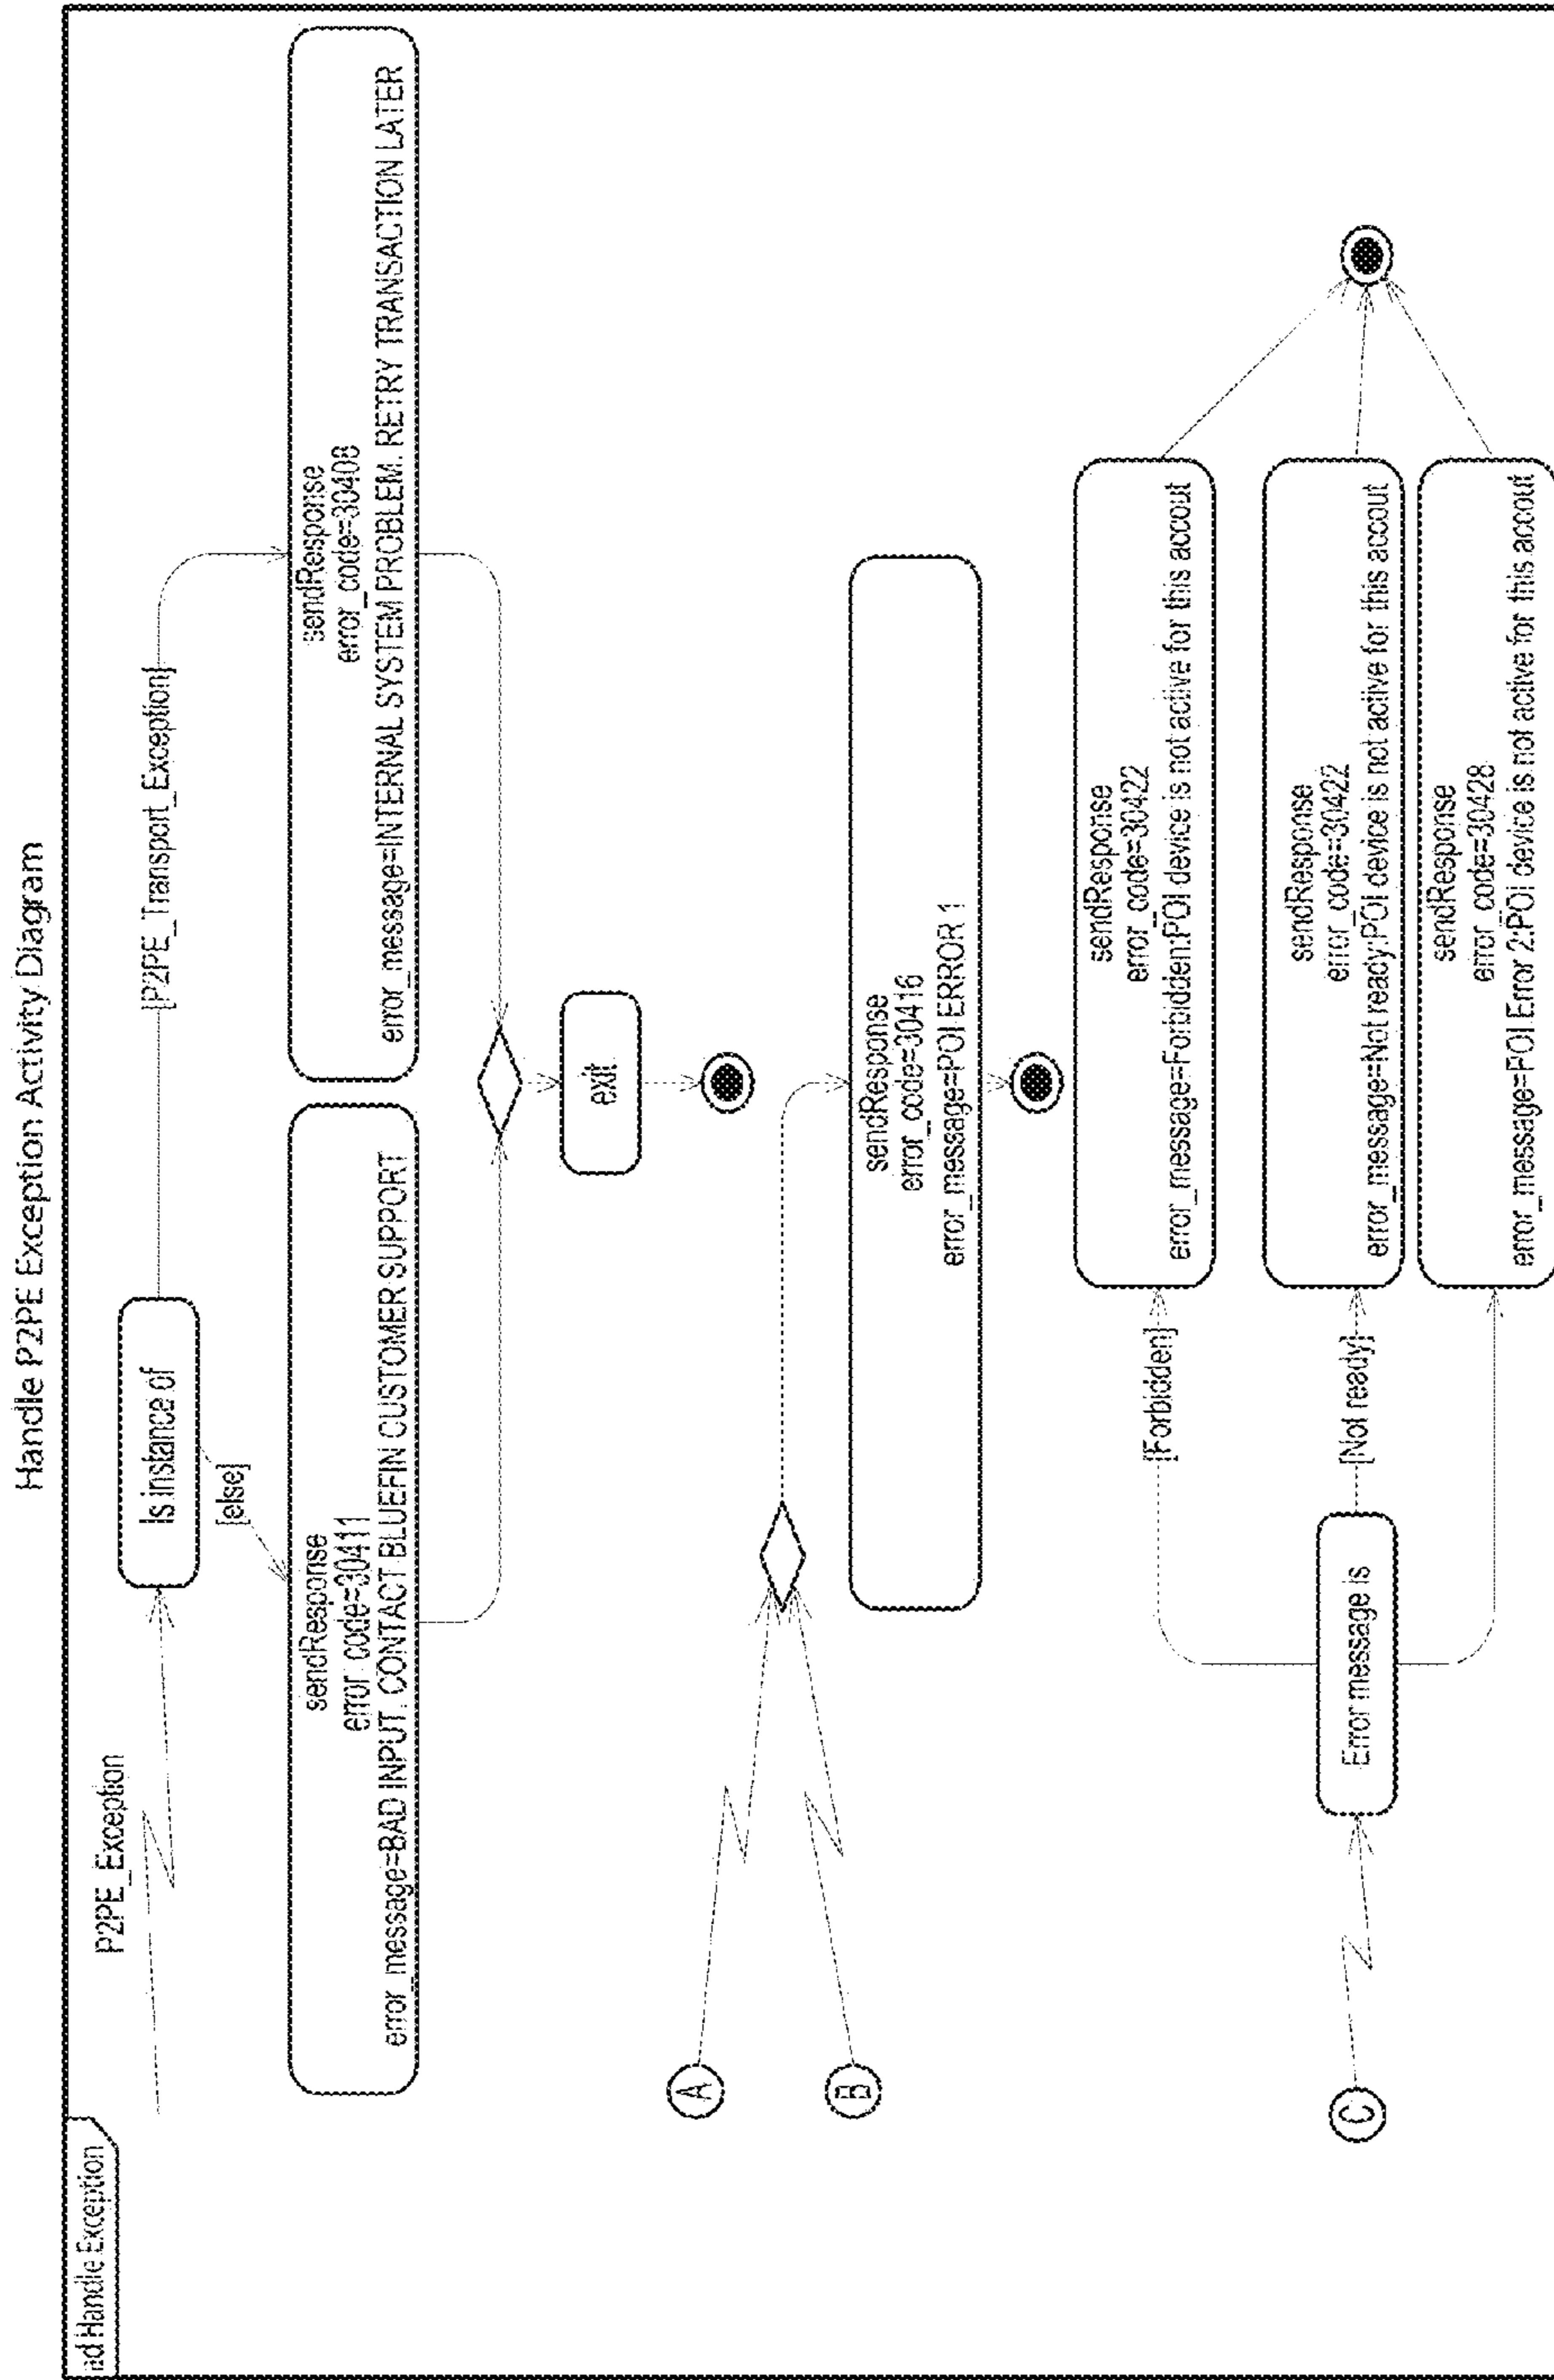 Handle P2PE Exception Activity Diagram
ad Handle Exception
P2PE_Exception
Is instance of
[P2PE_Transport_Exception]
[else]
sendResponse
error_code=30411
error_message=BAD INPUT. CONTACT BLUEFIN CUSTOMER SUPPORT
sendResponse
error_code=30408
error_message=INTERNAL SYSTEM PROBLEM. RETRY TRANSACTION LATER
exit
A
B
sendResponse
error_code=30416
error_message=POI ERROR 1
C
Error message is
[Forbidden]
[Not ready]
sendResponse
error_code=30422
error_message=Forbidden:POI device is not active for this accout
sendResponse
error_code=30422
error_message=Not ready:POI device is not active for this accout
sendResponse
error_code=30428
error_message=POI Error 2:POI device is not active for this accout